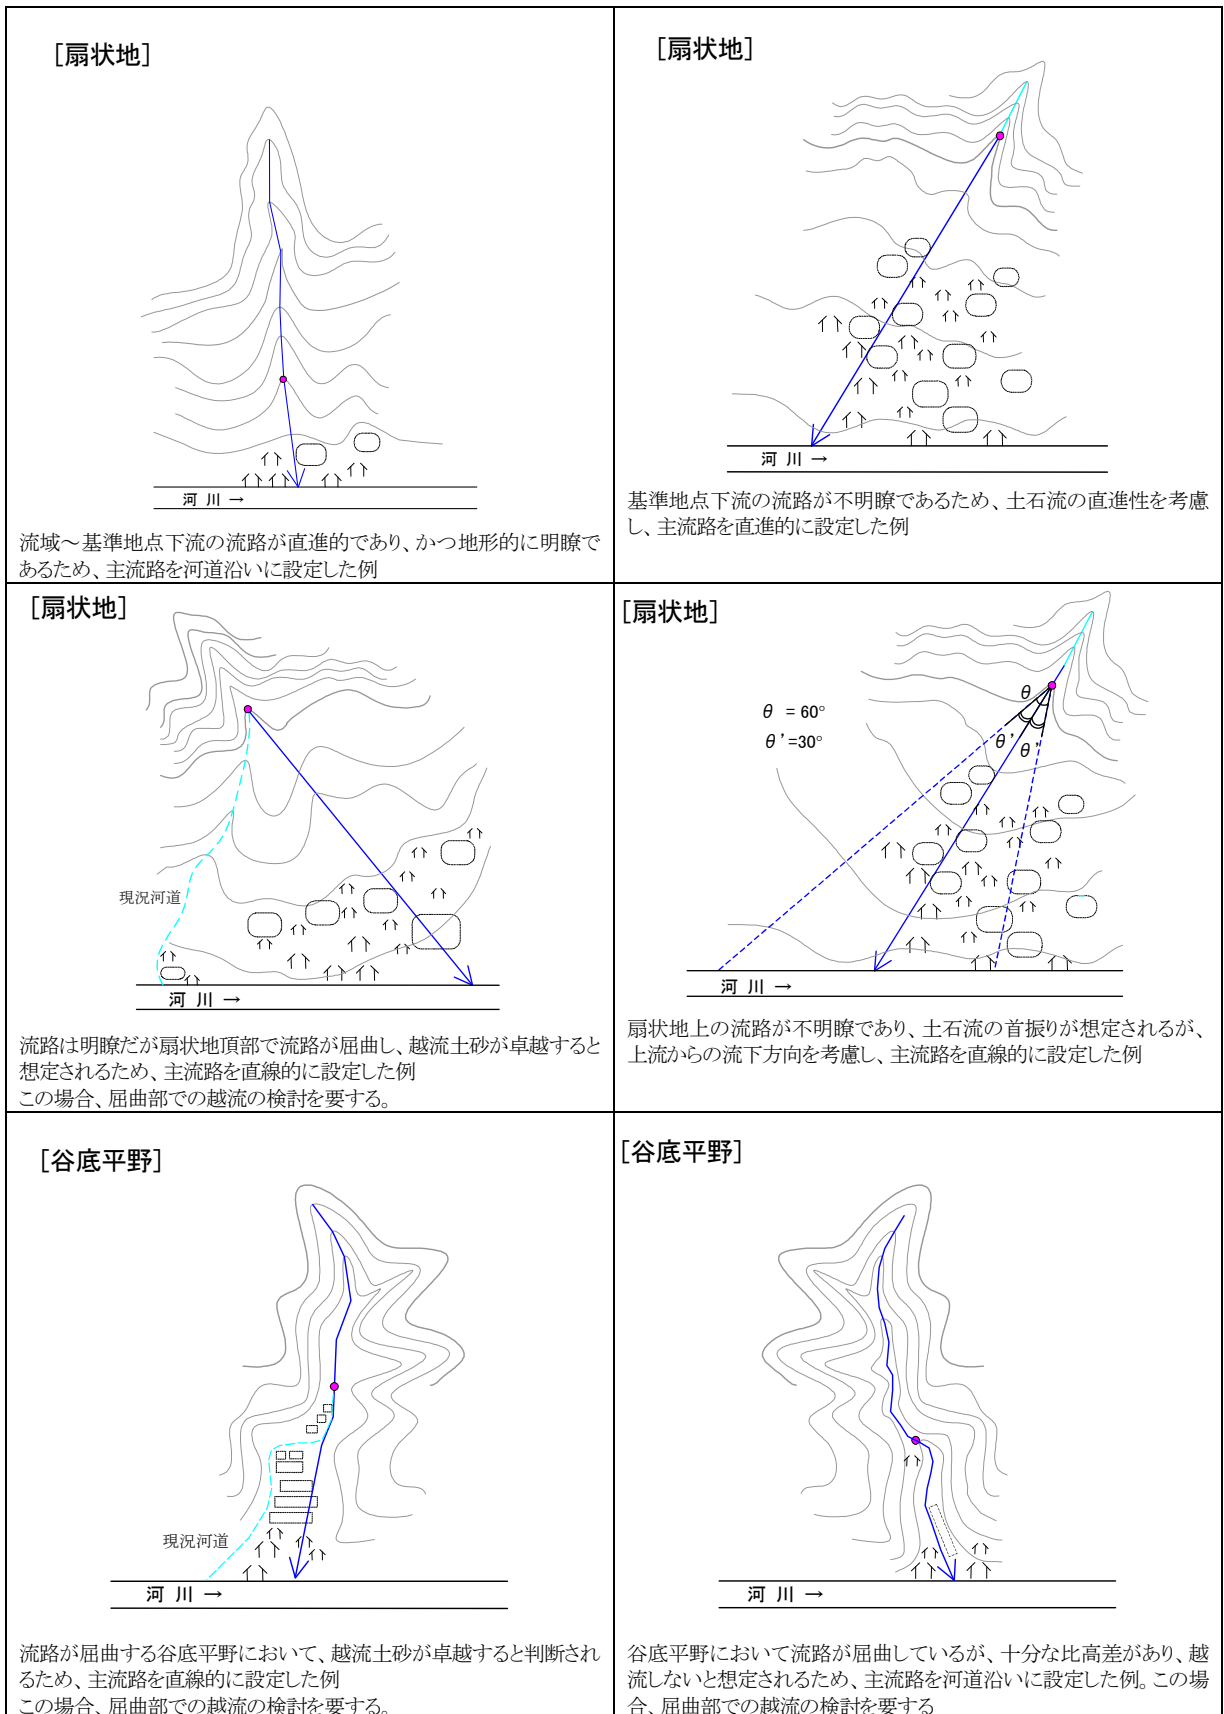 [扇状地]
河 川 →
流域～基準地点下流の流路が直進的であり、かつ地形的に明瞭で
あるため、主流路を河道沿いに設定した例
[扇状地]
河 川 →
基準地点下流の流路が不明瞭であるため、土石流の直進性を考慮
し、主流路を直進的に設定した例
[扇状地]
現況河道
河 川 →
流路は明瞭だが扇状地頂部で流路が屈曲し、越流土砂が卓越すると
想定されるため、主流路を直線的に設定した例
この場合、屈曲部での越流の検討を要する。
[扇状地]
θ = 60°
θ'=30°
θ
θ'
θ'
河 川 →
扇状地上の流路が不明瞭であり、土石流の首振りが想定されるが、
上流からの流下方向を考慮し、主流路を直線的に設定した例
[谷底平野]
現況河道
河 川 →
流路が屈曲する谷底平野において、越流土砂が卓越すると判断され
るため、主流路を直線的に設定した例
この場合、屈曲部での越流の検討を要する。
[谷底平野]
河 川 →
谷底平野において流路が屈曲しているが、十分な比高差があり、越
流しないと想定されるため、主流路を河道沿いに設定した例。この場
合、屈曲部での越流の検討を要する